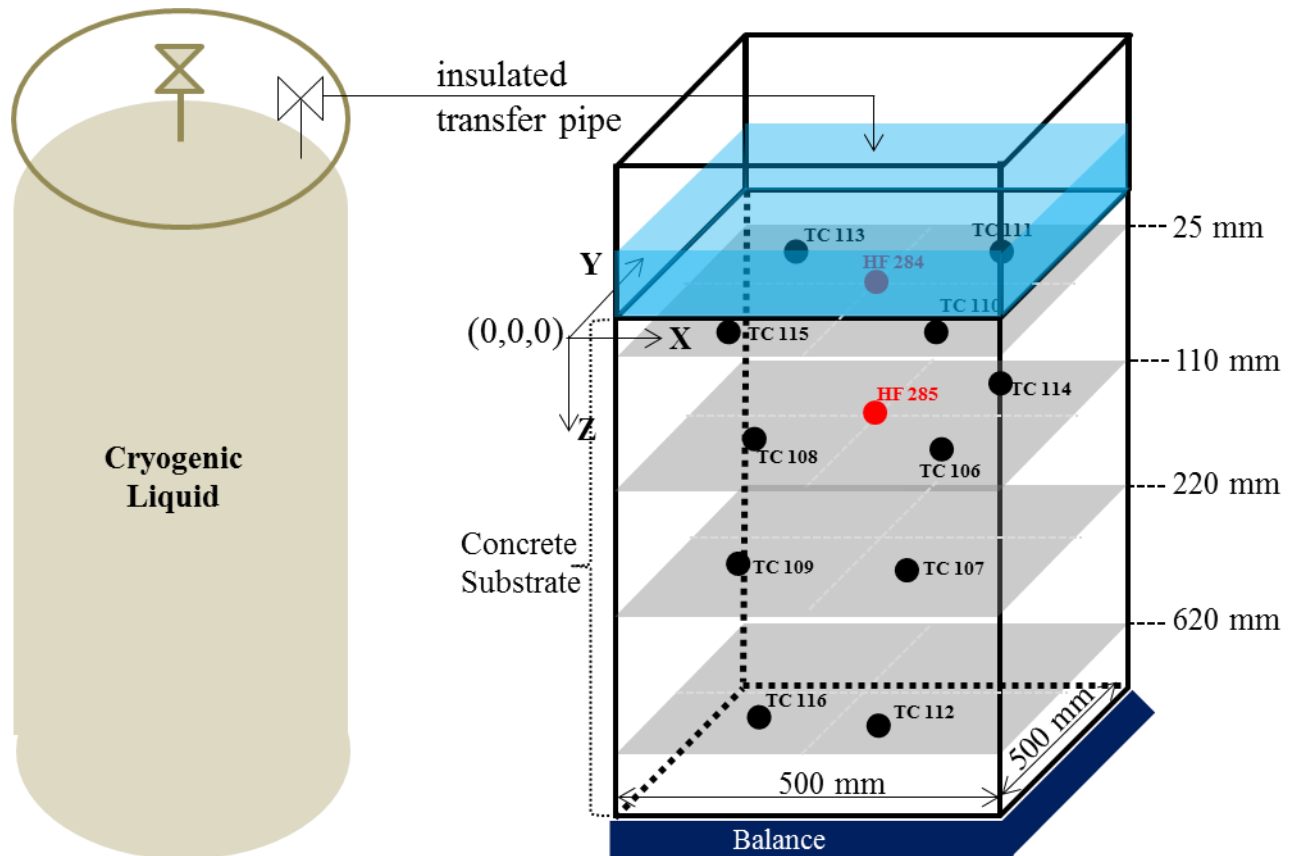 insulated
transfer pipe
25 mm
TC 113
TC 111
HF 284
Y
TC 110
(0,0,0)
X
TC 115
110 mm
TC 114
HF 285
Z
TC 108
TC 106
Cryogenic
Liquid
220 mm
Concrete
Substrate
TC 109
TC 107
620 mm
TC 116
TC 112
500 mm
500 mm
Balance